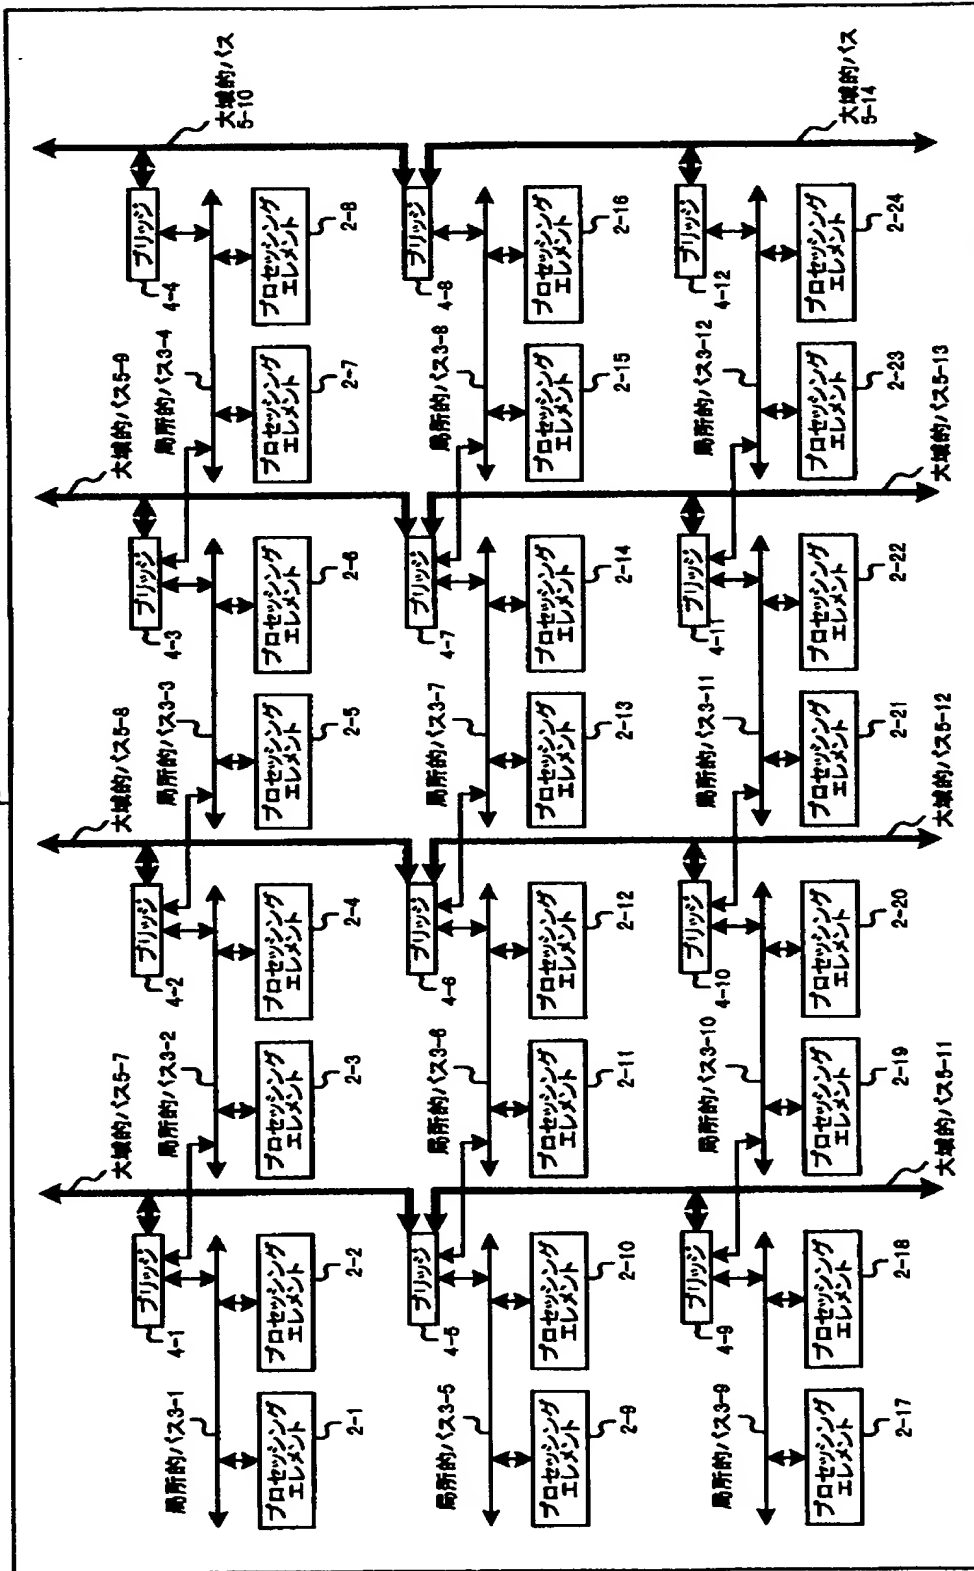 大域的バス5-7
大域的バス5-8
大域的バス5-9
大域的バス
5-10
ブリッジ
ブリッジ
ブリッジ
ブリッジ
4-1
4-2
4-3
4-4
局所的バス3-1
局所的バス3-2
局所的バス3-3
局所的バス3-4
プロセッシング
エレメント
プロセッシング
エレメント
プロセッシング
エレメント
プロセッシング
エレメント
プロセッシング
エレメント
プロセッシング
エレメント
プロセッシング
エレメント
プロセッシング
エレメント
2-1
2-2
2-3
2-4
2-5
2-6
2-7
2-8
ブリッジ
ブリッジ
ブリッジ
ブリッジ
4-5
4-6
4-7
4-8
局所的バス3-5
局所的バス3-6
局所的バス3-7
局所的バス3-8
プロセッシング
エレメント
プロセッシング
エレメント
プロセッシング
エレメント
プロセッシング
エレメント
プロセッシング
エレメント
プロセッシング
エレメント
プロセッシング
エレメント
プロセッシング
エレメント
2-9
2-10
2-11
2-12
2-13
2-14
2-15
2-16
ブリッジ
ブリッジ
ブリッジ
ブリッジ
4-9
4-10
4-11
4-12
局所的バス3-9
局所的バス3-10
局所的バス3-11
局所的バス3-12
プロセッシング
エレメント
プロセッシング
エレメント
プロセッシング
エレメント
プロセッシング
エレメント
プロセッシング
エレメント
プロセッシング
エレメント
プロセッシング
エレメント
プロセッシング
エレメント
2-17
2-18
2-19
2-20
2-21
2-22
2-23
2-24
大域的バス5-11
大域的バス5-12
大域的バス5-13
大域的バス
5-14